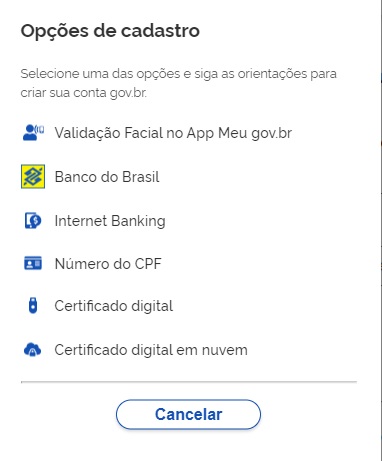 Opções de cadastro
Selecione uma das opções e siga as orientações para
criar sua conta gov.br.
Validação Facial no App Meu gov.br
Banco do Brasil
Internet Banking
Número do CPF
Certificado digital
Certificado digital em nuvem
Cancelar